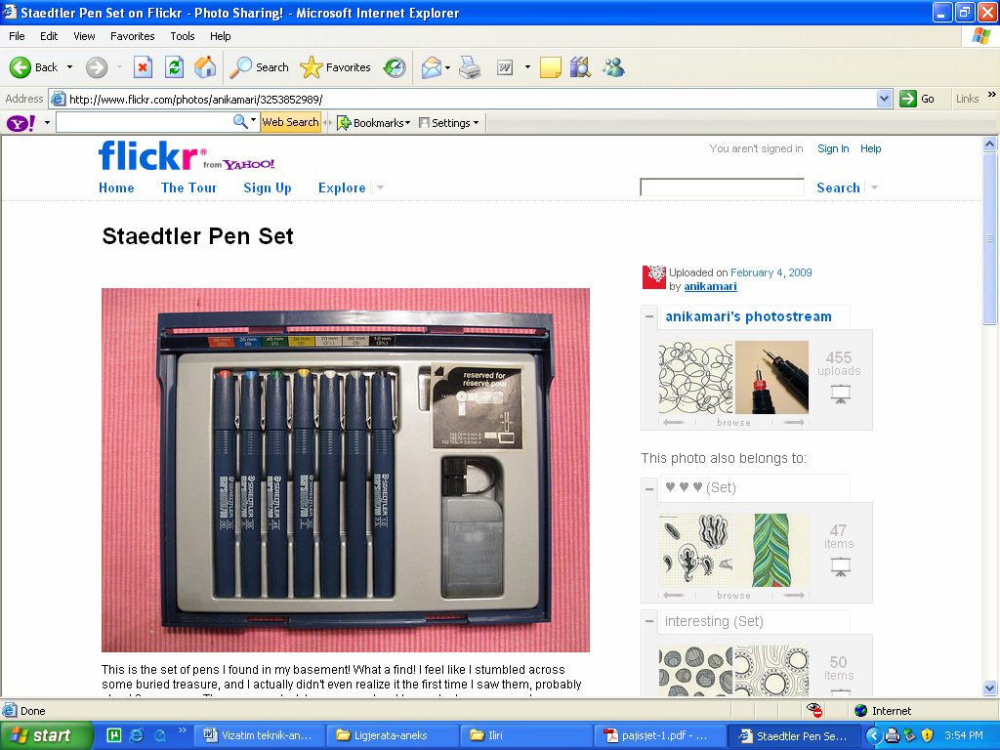 Staedtler Pen Set on Flickr - Photo Sharing! - Microsoft Internet Explorer
File Edit View Favorites Tools Help
Back Search Favorites
Address http://www.flickr.com/photos/anikamari/3253852989/ Go Links »
Y! Web Search Bookmarks Settings
flickr® from YAHOO!
You aren't signed in Sign In Help
Home The Tour Sign Up Explore Search
Staedtler Pen Set
Uploaded on February 4, 2009
by anikamari
anikamari's photostream
455
uploads
browse
reserved for
réservé pour
STAEDTLER
marsmatic 700
This photo also belongs to:
♥ ♥ ♥ (Set)
47
items
browse
interesting (Set)
50
items
This is the set of pens I found in my basement! What a find! I feel like I stumbled across
some buried treasure, and I actually didn't even realize it the first time I saw them, probably
Done Internet
start » Vizatim teknik-an... Ligjerata-aneks Iliri pajisjet-1.pdf - ... Staedtler Pen Se... 3:54 PM